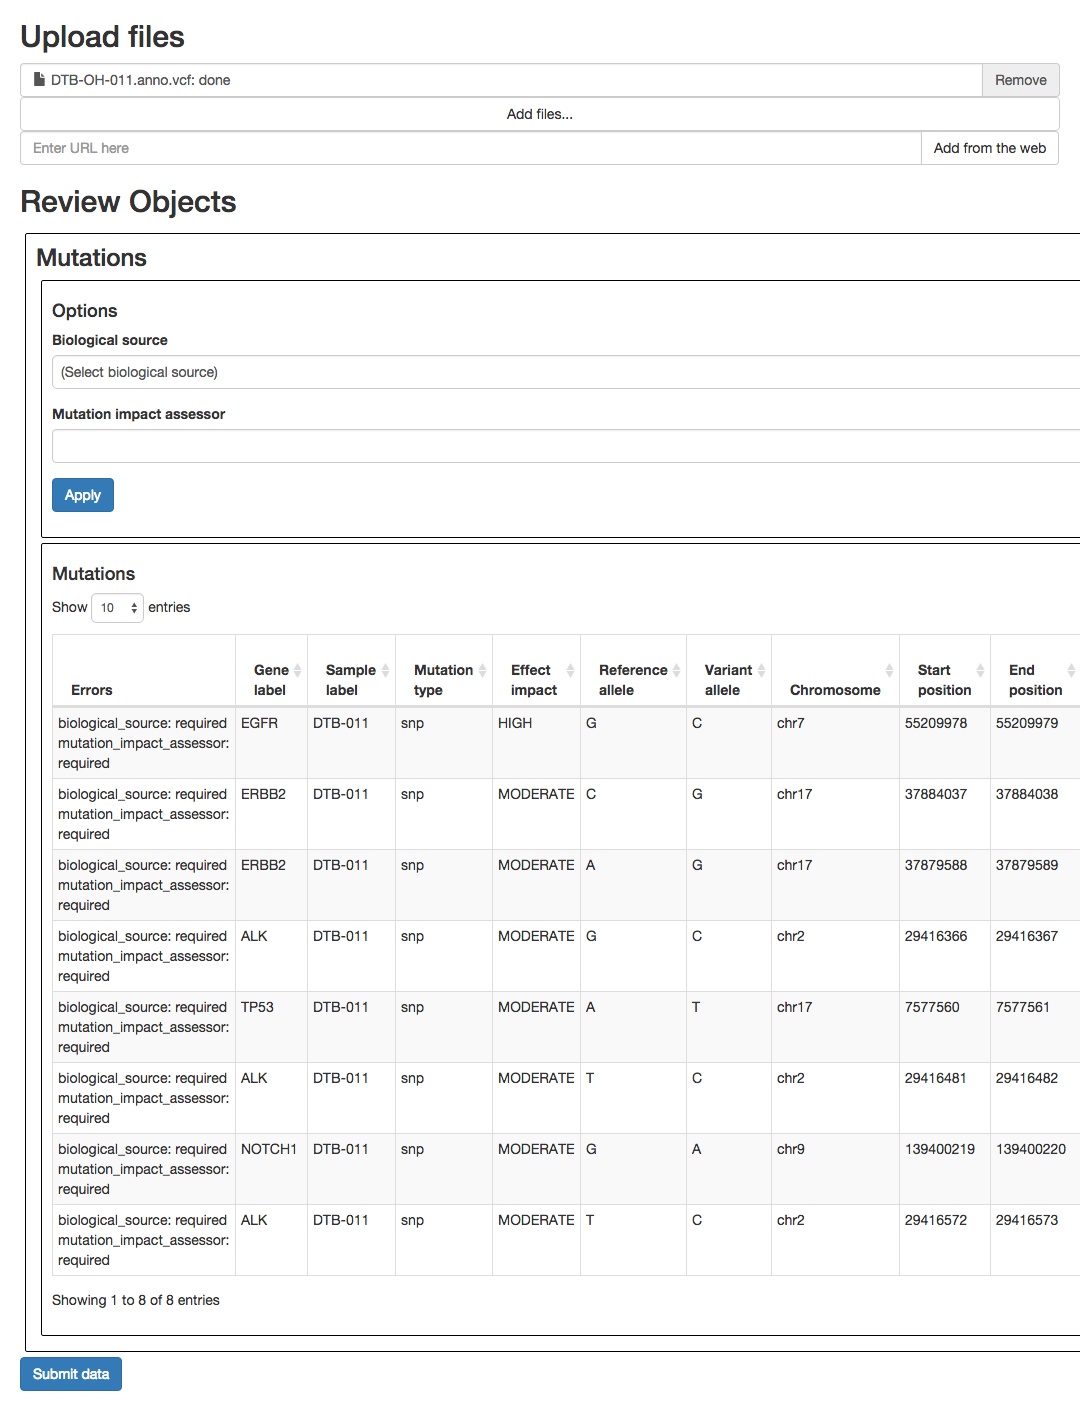 Upload files
DTB-OH-011.anno.vcf: done Remove
Add files...
Enter URL here Add from the web
Review Objects
Mutations
Options
Biological source
(Select biological source)
Mutation impact assessor
Apply
Mutations
Show 10 entries
Errors Gene label Sample label Mutation type Effect impact Reference allele Variant allele Chromosome Start position End position
biological_source: required EGFR DTB-011 snp HIGH G C chr7 55209978 55209979
mutation_impact_assessor:
required
biological_source: required ERBB2 DTB-011 snp MODERATE C G chr17 37884037 37884038
mutation_impact_assessor:
required
biological_source: required ERBB2 DTB-011 snp MODERATE A G chr17 37879588 37879589
mutation_impact_assessor:
required
biological_source: required ALK DTB-011 snp MODERATE G C chr2 29416366 29416367
mutation_impact_assessor:
required
biological_source: required TP53 DTB-011 snp MODERATE A T chr17 7577560 7577561
mutation_impact_assessor:
required
biological_source: required ALK DTB-011 snp MODERATE T C chr2 29416481 29416482
mutation_impact_assessor:
required
biological_source: required NOTCH1 DTB-011 snp MODERATE G A chr9 139400219 139400220
mutation_impact_assessor:
required
biological_source: required ALK DTB-011 snp MODERATE T C chr2 29416572 29416573
mutation_impact_assessor:
required
Showing 1 to 8 of 8 entries
Submit data